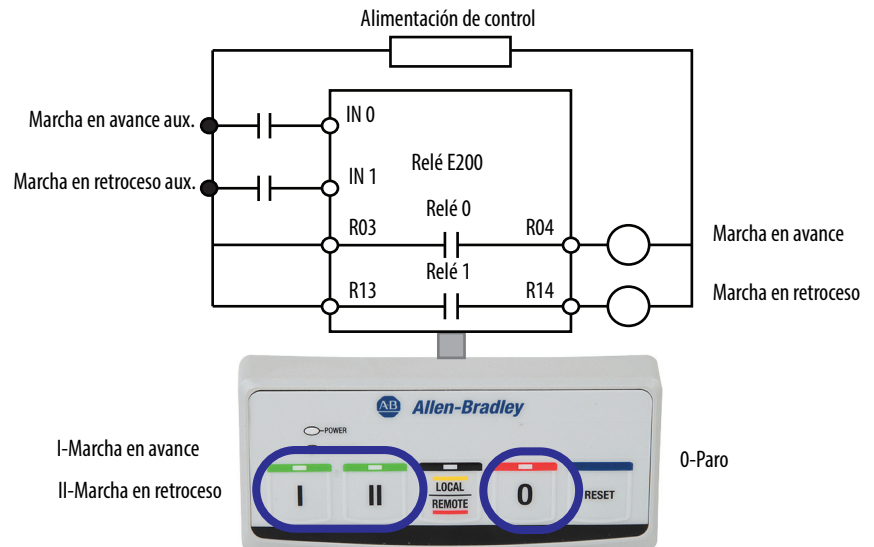 Alimentación de control
Marcha en avance aux.
IN 0
Marcha en retroceso aux.
IN 1
Relé E200
Relé 0
R03
R04
Marcha en avance
Relé 1
R13
R14
Marcha en retroceso
AB Allen-Bradley
POWER
I-Marcha en avance
II-Marcha en retroceso
I
II
LOCAL
REMOTE
0
RESET
0-Paro